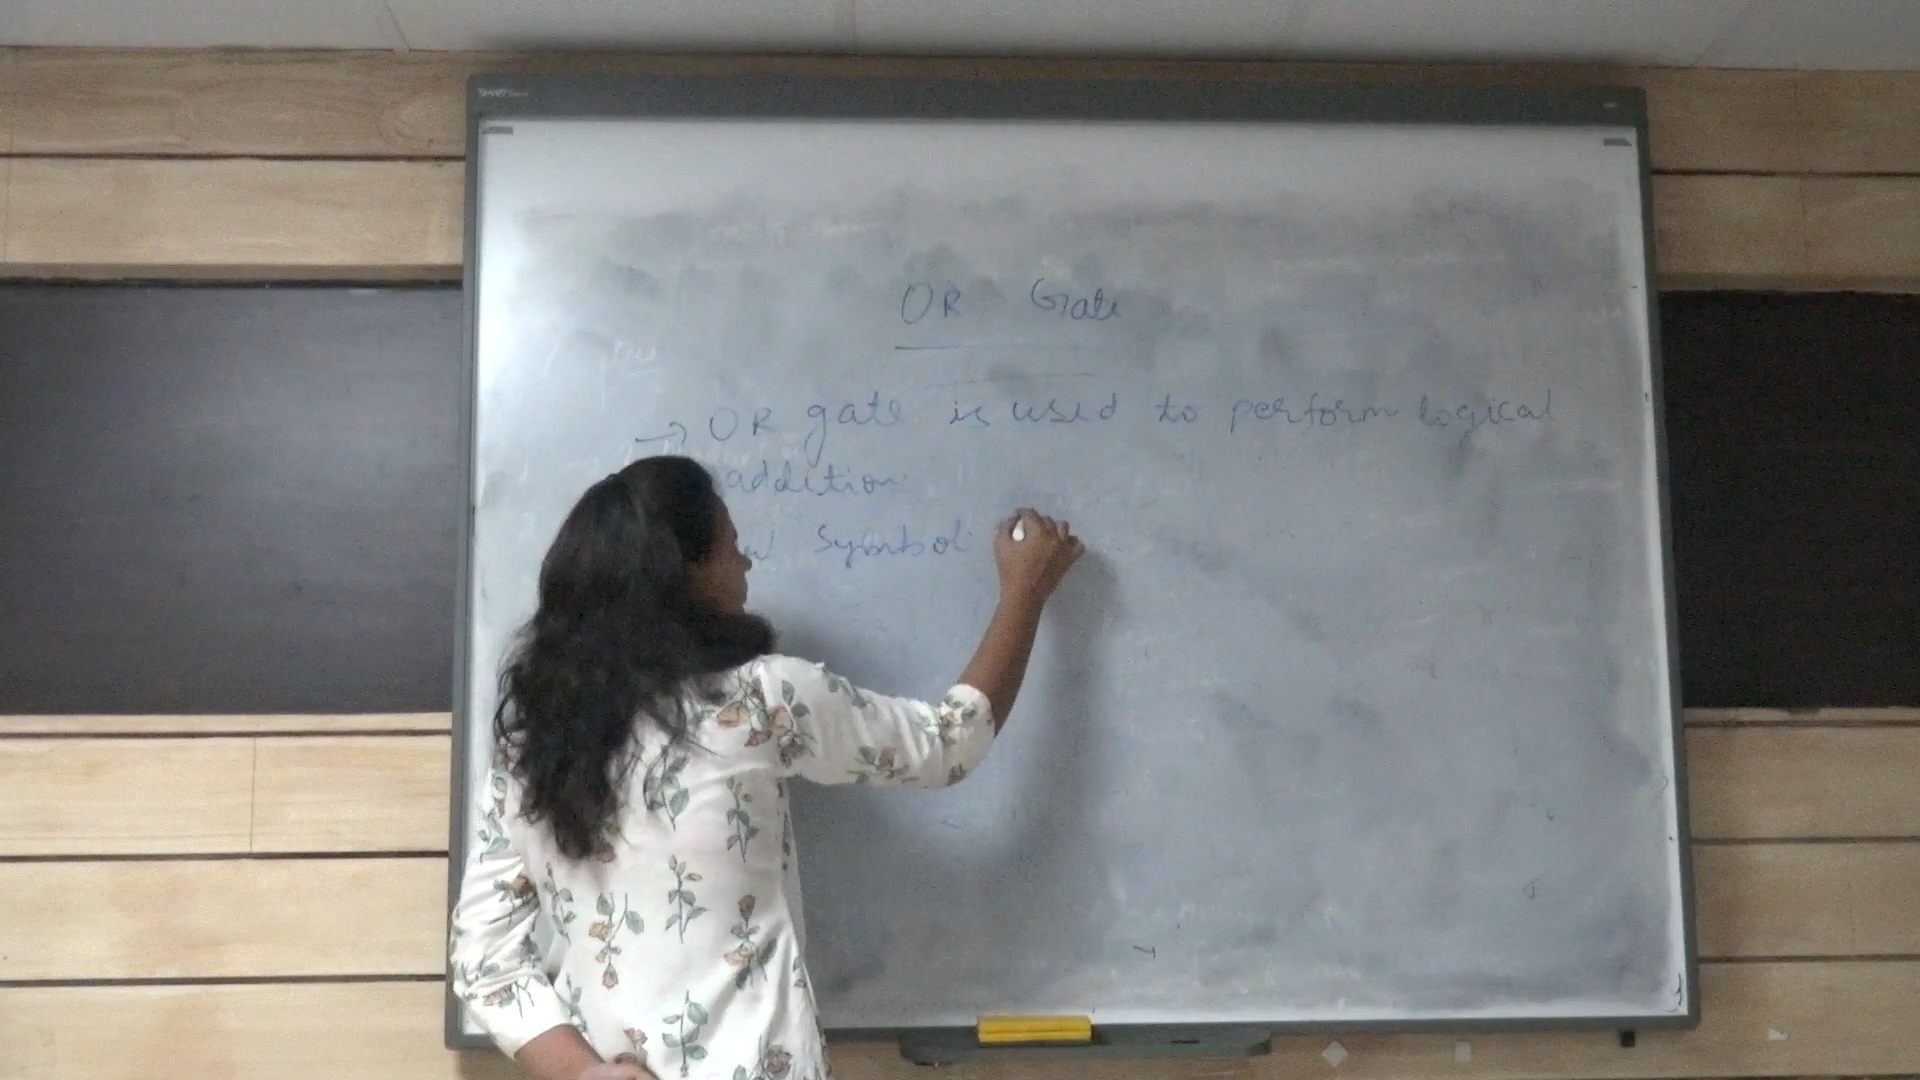 OR Gate
→ OR gate is used to perform logical
addition
Symbol